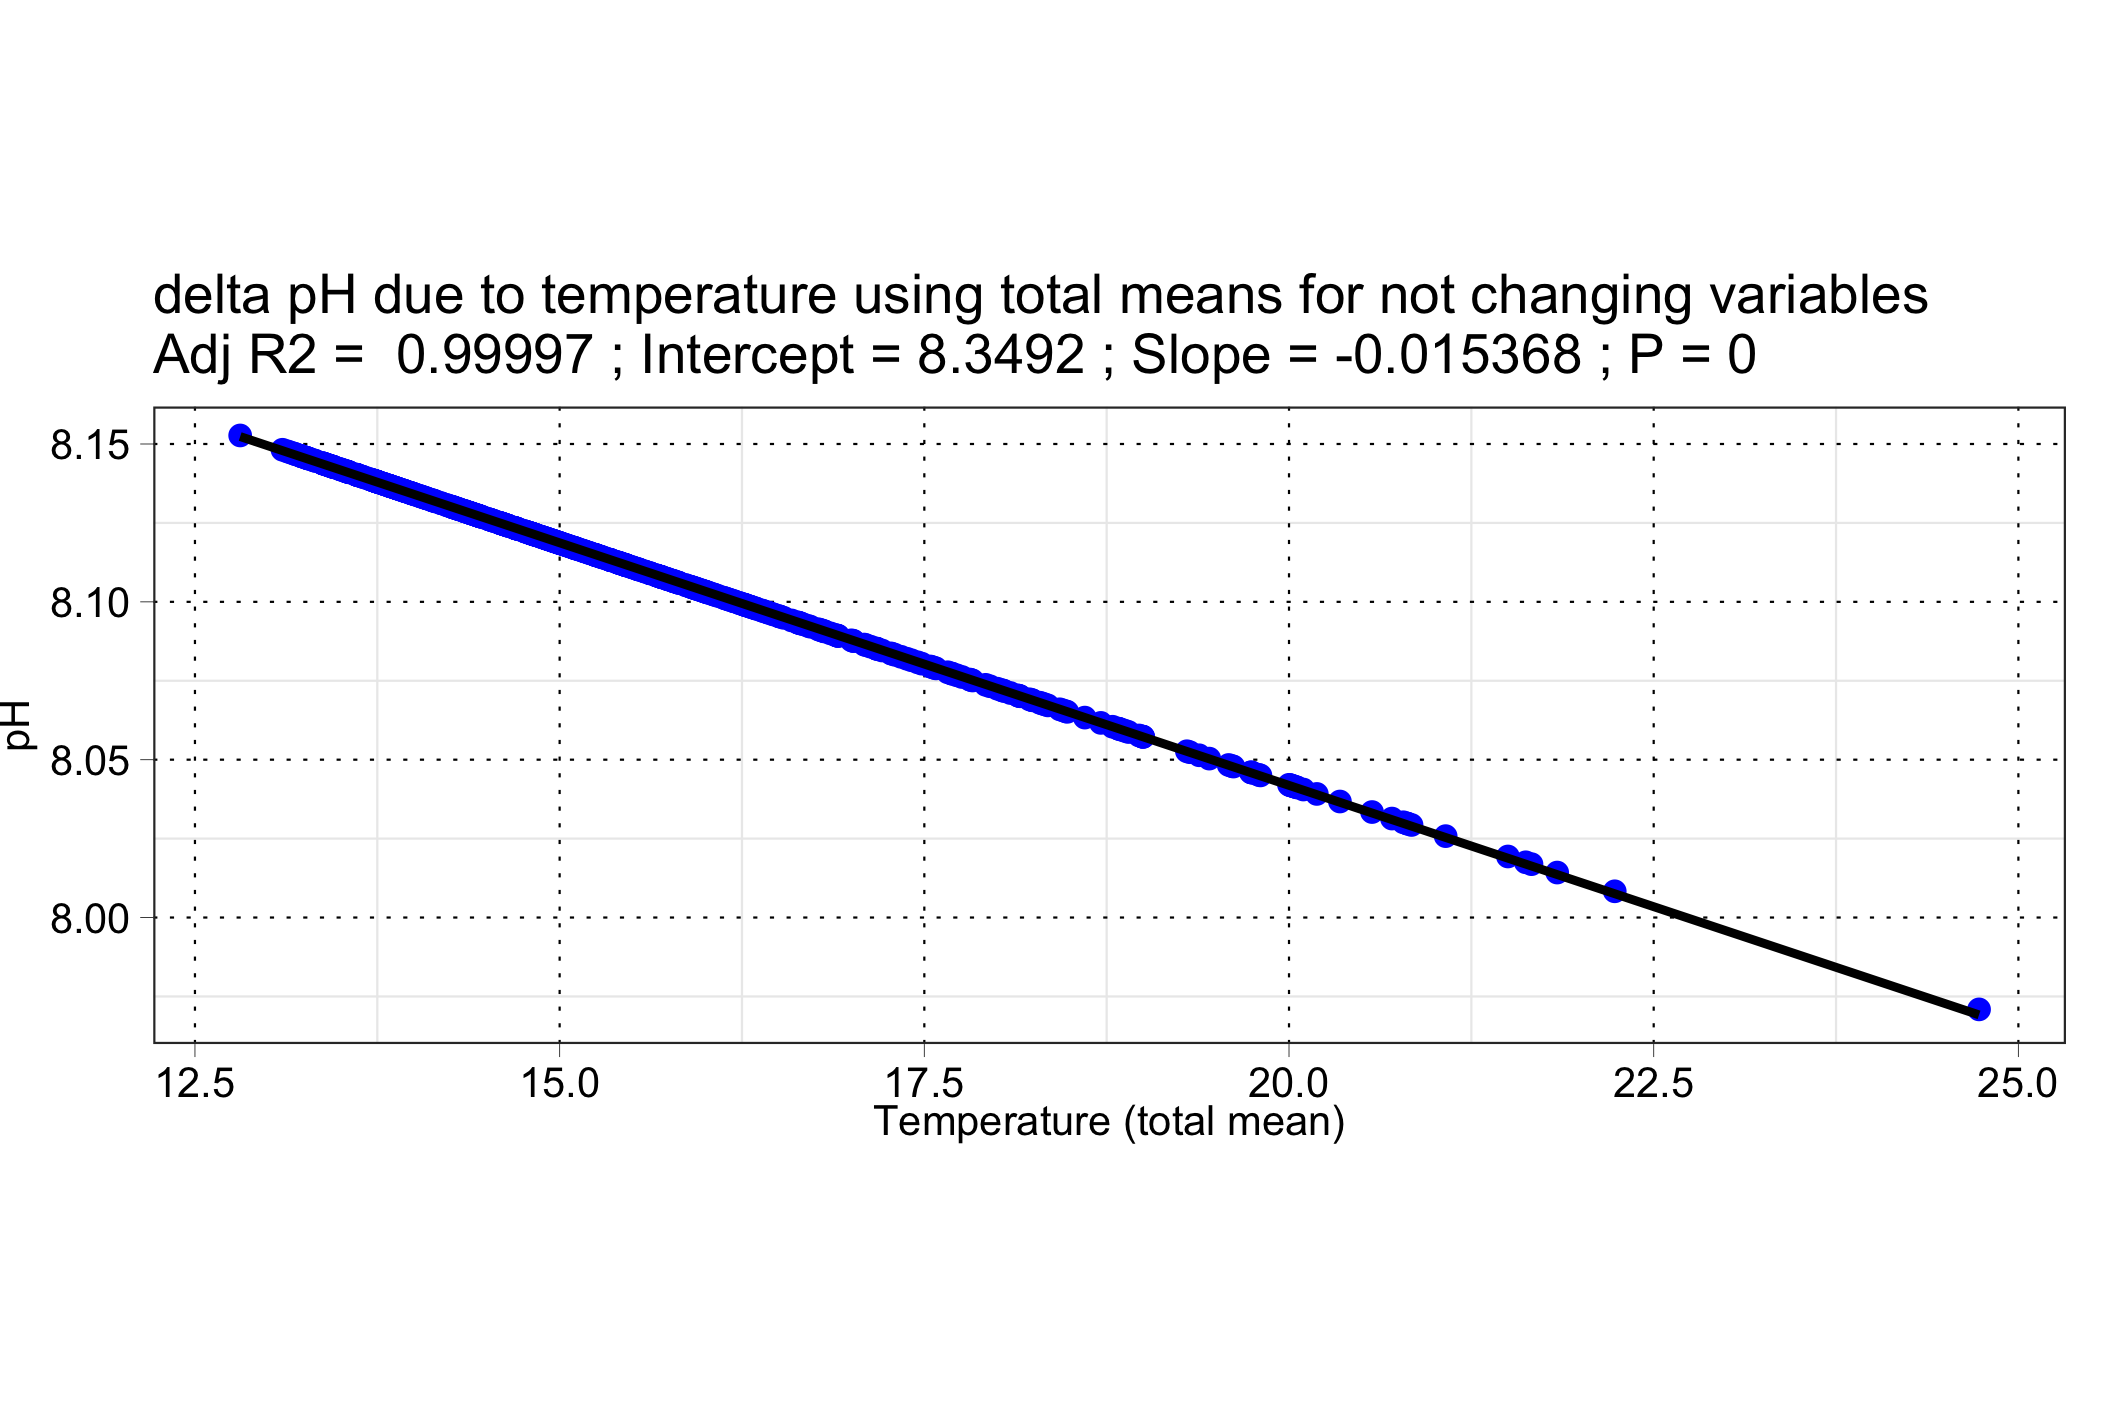 delta pH due to temperature using total means for not changing variables
Adj R2 =  0.99997 ; Intercept = 8.3492 ; Slope = -0.015368 ; P = 0
8.15
8.10
8.05
8.00
pH
12.5 15.0 17.5 20.0 22.5 25.0
Temperature (total mean)